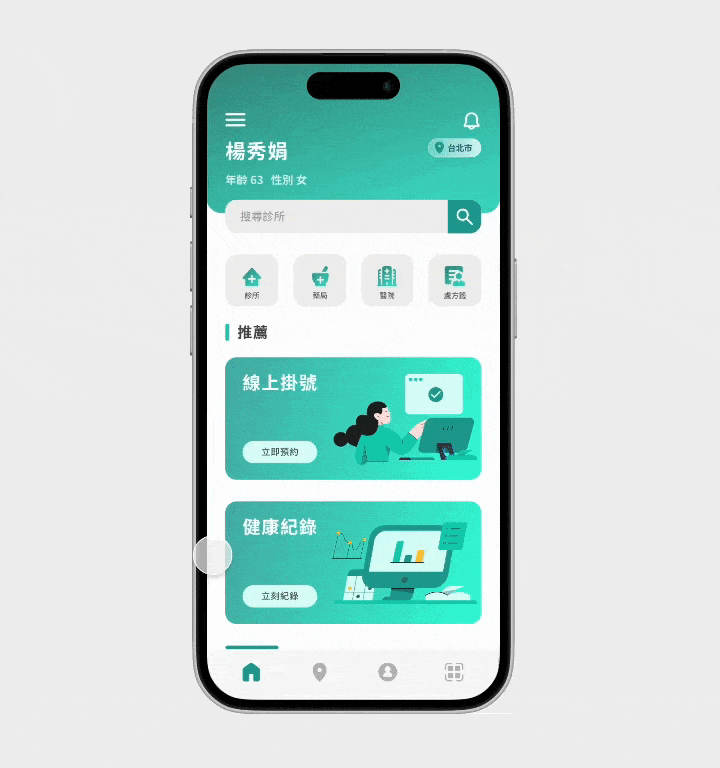 楊秀娟
台北市
年齡 63 性別 女
搜尋診所
診所
藥局
醫院
處方籤
推薦
線上掛號
立即預約
健康紀錄
立刻紀錄